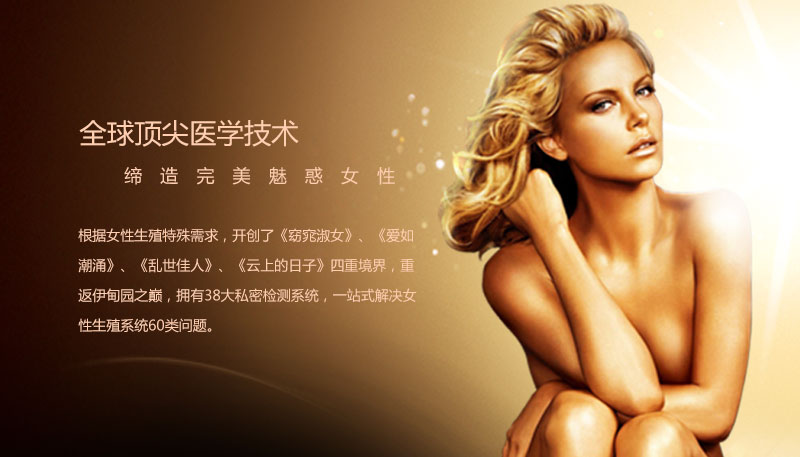 全球顶尖医学技术
缔造完美魅惑女性
根据女性生殖特殊需求，开创了《窈窕淑女》、《爱如
潮涌》、《乱世佳人》、《云上的日子》四重境界，重
返伊甸园之巅，拥有38大私密检测系统，一站式解决女
性生殖系统60类问题。